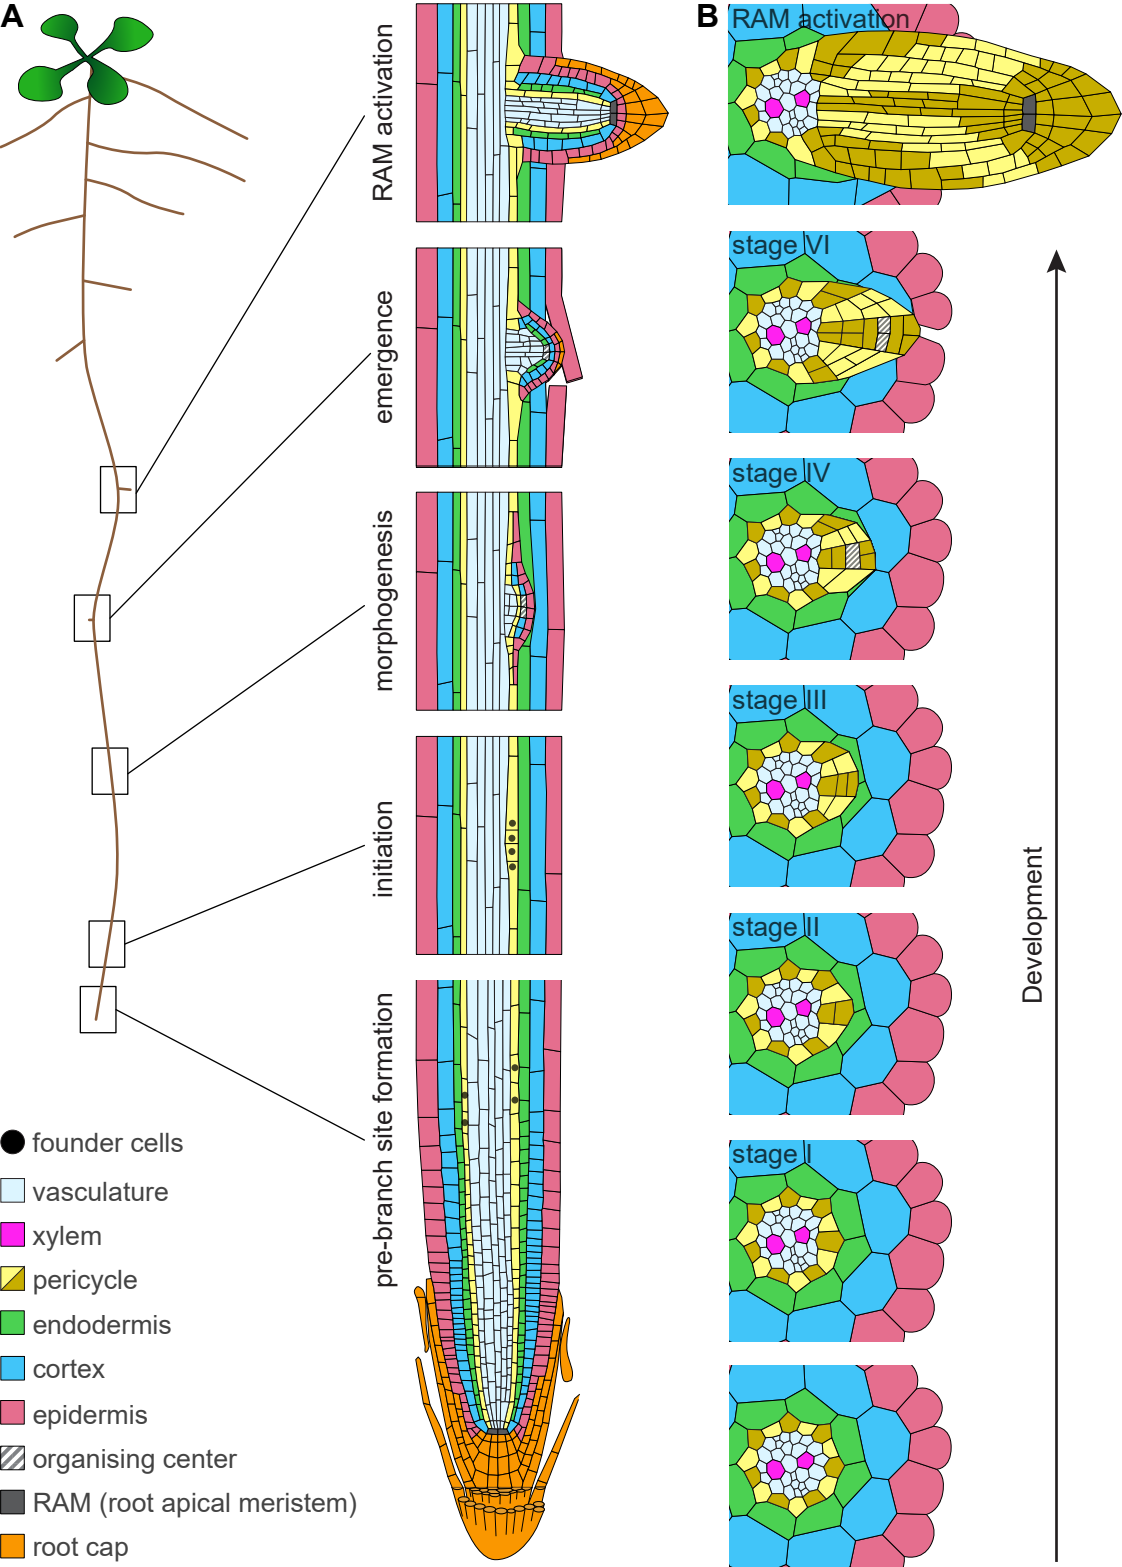 A
RAM activation
emergence
morphogenesis
initiation
pre-branch site formation
founder cells
vasculature
xylem
pericycle
endodermis
cortex
epidermis
organising center
RAM (root apical meristem)
root cap
B
RAM activation
stage VI
stage IV
stage III
stage II
stage I
Development